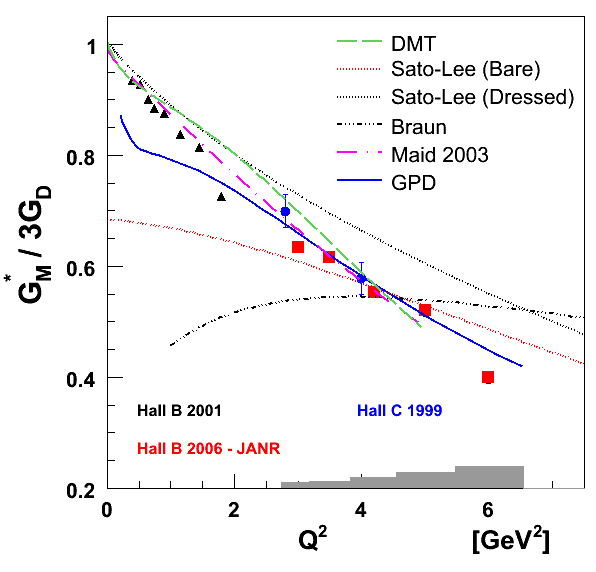 G*M / 3GD
1
0.8
0.6
0.4
0.2
DMT
Sato-Lee (Bare)
Sato-Lee (Dressed)
Braun
Maid 2003
GPD
Hall B 2001
Hall C 1999
Hall B 2006 - JANR
0 2 4 6
Q2 [GeV2]